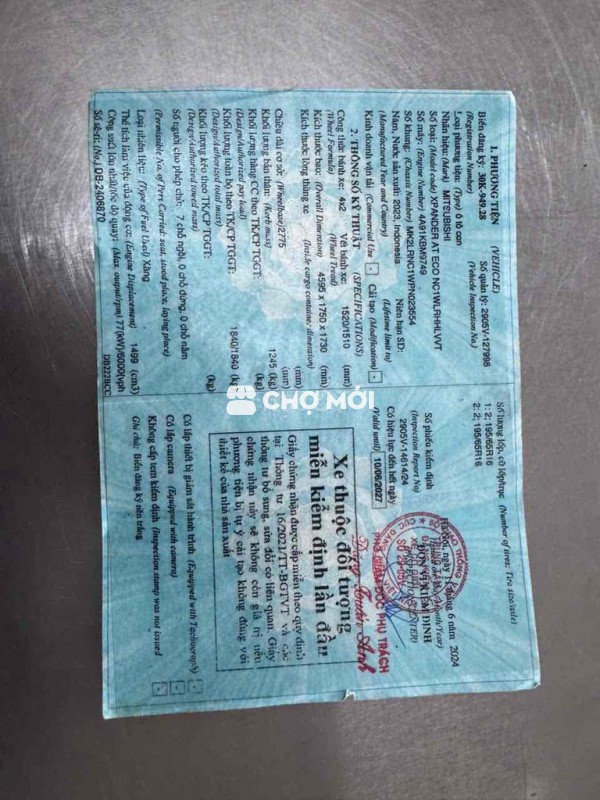 1. PHƯƠNG TIỆN (VEHICLE)
Biển đăng ký: 30K-949.28 Số quản lý: 2905V-127998
(Registration Number) (Vehicle Inspection No.)
Loại phương tiện: (Type) ô tô con
Nhãn hiệu: (Mark) MITSUBISHI
Số loại: (Model code) XPANDER AT ECO NC1WLRHHLVVT
Số máy: (Engine Number) 4A91KBM9749
Số khung: (Chassis Number) MK2LRNC1WPN023554
Năm, Nước sản xuất: 2023, Indonesia Niên hạn SD:
(Manufactured Year and Country) (Lifetime limit to)
Kinh doanh vận tải (Commercial Use) Cải tạo (Modification)
2. THÔNG SỐ KỸ THUẬT (SPECIFICATIONS)
Công thức bánh xe: 4x2 Vết bánh xe: 1520/1510 (mm)
(Wheel Formula) (Wheel Tread)
Kích thước bao: (Overall Dimension) 4595 x 1750 x 1730 (mm)
Kích thước lòng thùng xe (mm)
(Inside cargo container dimension)
Chiều dài cơ sở: (Wheelbase) 2775 (mm)
Khối lượng bản thân: (Kerb mass) 1245 (kg)
Khối lượng hàng CC theo TK/CP TGGT: (kg)
(Design/Authorized pay load)
Khối lượng toàn bộ theo TK/CP TGGT: 1840/1840 (kg)
(Design/Authorized total mass)
Khối lượng kéo theo TK/CP TGGT: (kg)
(Design/Authorized towed mass)
Số người cho phép chở: 7 chỗ ngồi, 0 chỗ đứng, 0 chỗ nằm
(Permissible No. of Pers Carried: seat, stood place, laying place)
Loại nhiên liệu: (Type of Fuel Used) Xăng
Thể tích làm việc của động cơ: (Engine Displacement) 1499 (cm3)
Công suất lớn nhất/tốc độ quay: (Max. output/rpm) 77(kW)/6000vph
Số sê-ri: (No.) DB-2406870 DB222BCC
Số lượng lốp, cỡ lốp/trục (Number of tires; Tire size/axle)
1: 2; 195/65R16
2: 2; 195/65R16
Số phiếu kiểm định
(Inspection Report No)
2905V-14614/24
Có hiệu lực đến hết ngày
(Valid until) 10/06/2027
tháng 6 năm 2024
ĐƠN VỊ KIỂM ĐỊNH
PHÓ GIÁM ĐỐC PHỤ TRÁCH
Xe thuộc đối tượng
miễn kiểm định lần đầu
Giấy chứng nhận được cấp miễn theo quy định
tại Thông tư 16/2021/TT-BGTVT và các
thông tư bổ sung, sửa đổi có liên quan. Giấy
chứng nhận này sẽ không còn giá trị nếu
phương tiện bị tự ý cải tạo không đúng với
thiết kế của nhà sản xuất
Có lắp thiết bị giám sát hành trình (Equipped with Tachograph)
Có lắp camera (Equipped with camera)
Không cấp tem kiểm định (Inspection stamp was not issued)
Ghi chú: Biển đăng ký nền trắng
CHỢ MỚI